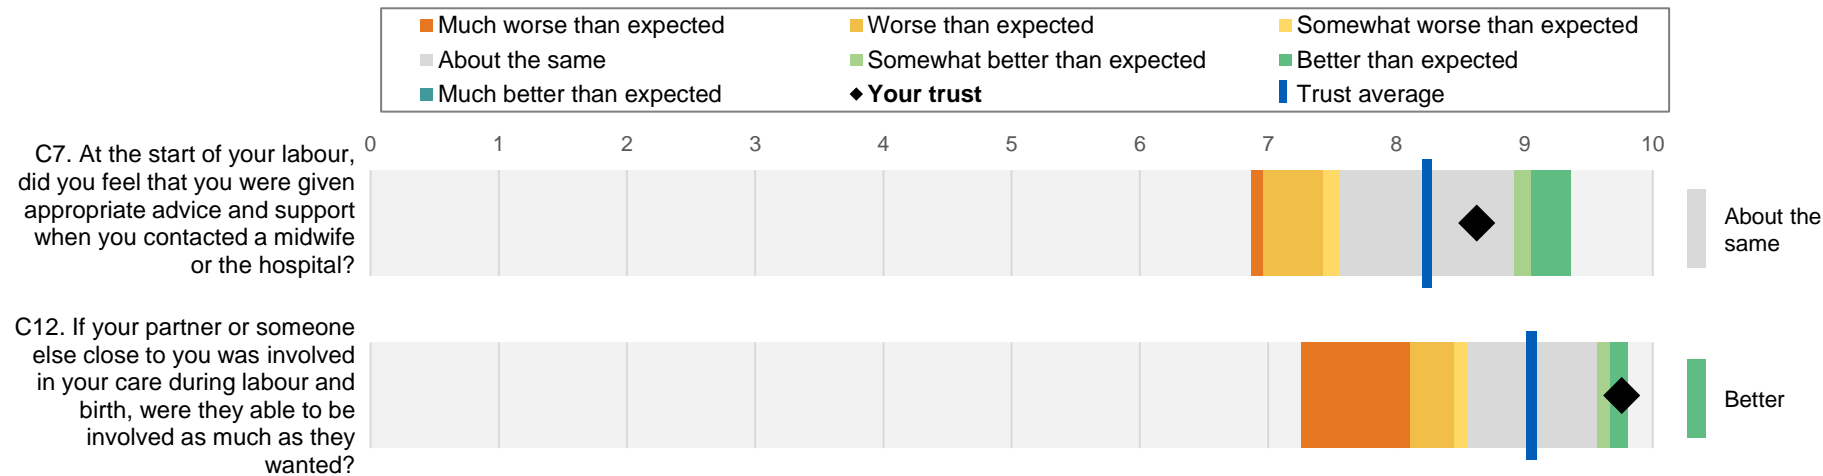 Much worse than expected
Worse than expected
Somewhat worse than expected
About the same
Somewhat better than expected
Better than expected
Much better than expected
Your trust
Trust average
0 1 2 3 4 5 6 7 8 9 10
C7. At the start of your labour,
did you feel that you were given
appropriate advice and support
when you contacted a midwife
or the hospital?
About the
same
C12. If your partner or someone
else close to you was involved
in your care during labour and
birth, were they able to be
involved as much as they
wanted?
Better